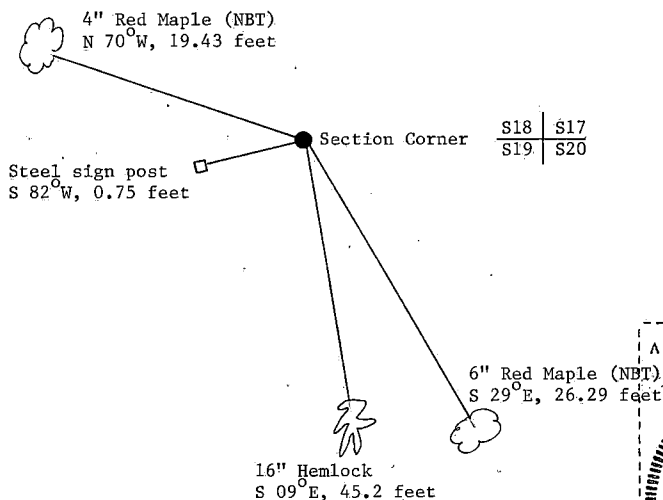 4" Red Maple (NBT)
N 70°W, 19.43 feet
Section Corner
S18 | S17
S19 | S20
Steel sign post
S 82°W, 0.75 feet
6" Red Maple (NBT)
S 29°E, 26.29 feet
16" Hemlock
S 09°E, 45.2 feet
A